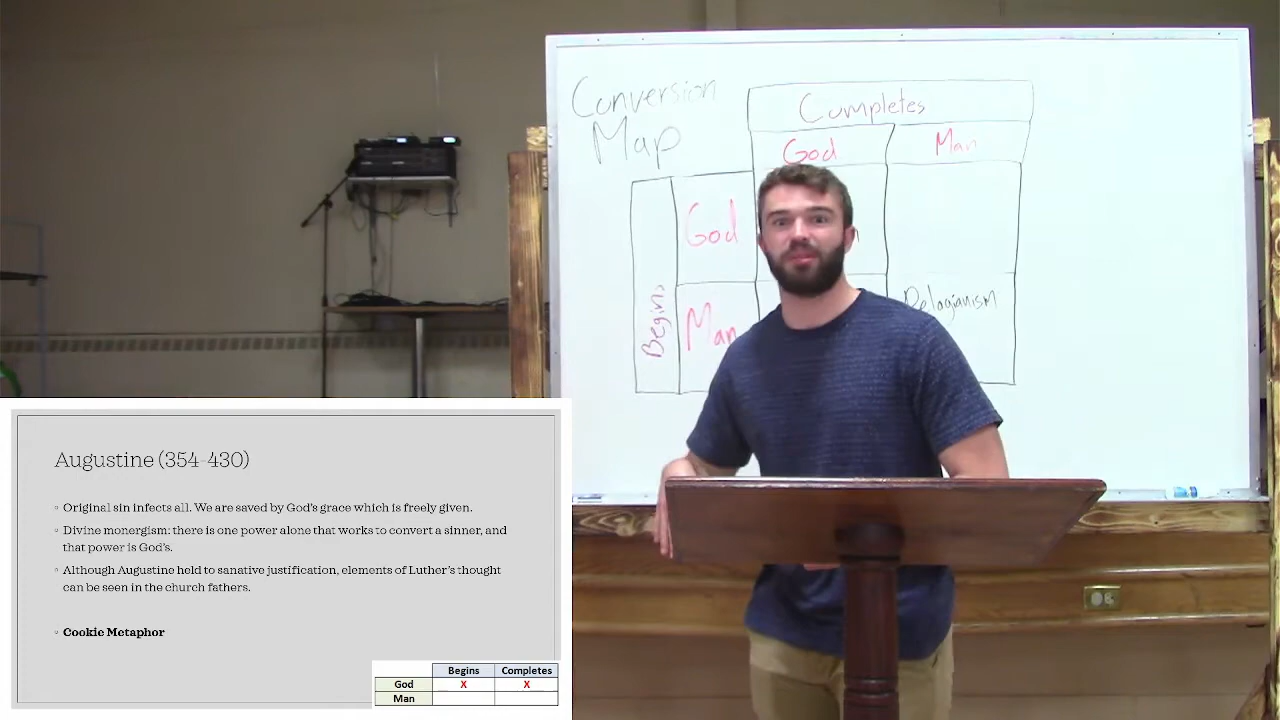 Conversion
Map
Completes
God
Man
God
Begins
Man
Pelagianism
Augustine (354-430)
Original sin infects all. We are saved by God's grace which is freely given.
Divine monergism: there is one power alone that works to convert a sinner, and
that power is God's.
Although Augustine held to sanative justification, elements of Luther's thought
can be seen in the church fathers.
Cookie Metaphor
Begins Completes
God X X
Man